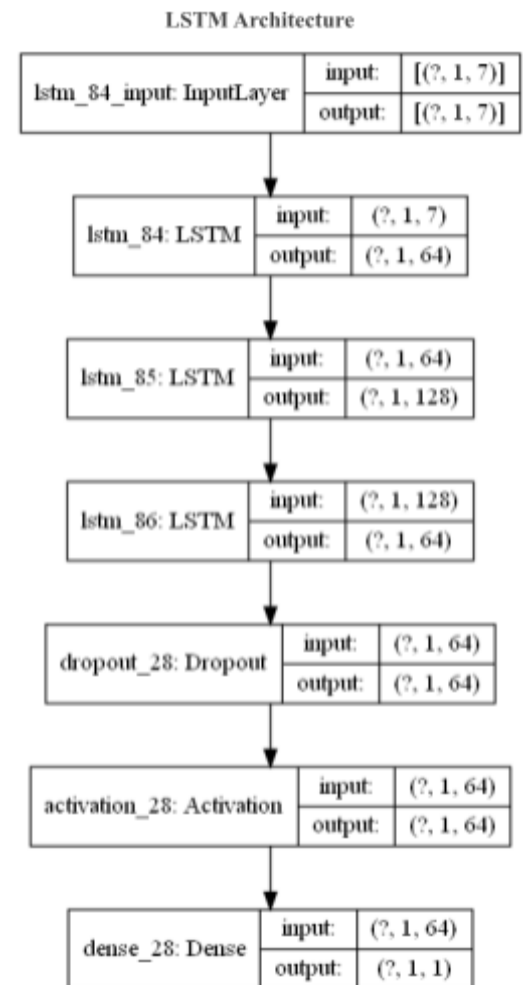 LSTM Architecture
lstm_84_input: InputLayer
input: [(?, 1, 7)]
output: [(?, 1, 7)]
lstm_84: LSTM
input: (?, 1, 7)
output: (?, 1, 64)
lstm_85: LSTM
input: (?, 1, 64)
output: (?, 1, 128)
lstm_86: LSTM
input: (?, 1, 128)
output: (?, 1, 64)
dropout_28: Dropout
input: (?, 1, 64)
output: (?, 1, 64)
activation_28: Activation
input: (?, 1, 64)
output: (?, 1, 64)
dense_28: Dense
input: (?, 1, 64)
output: (?, 1, 1)